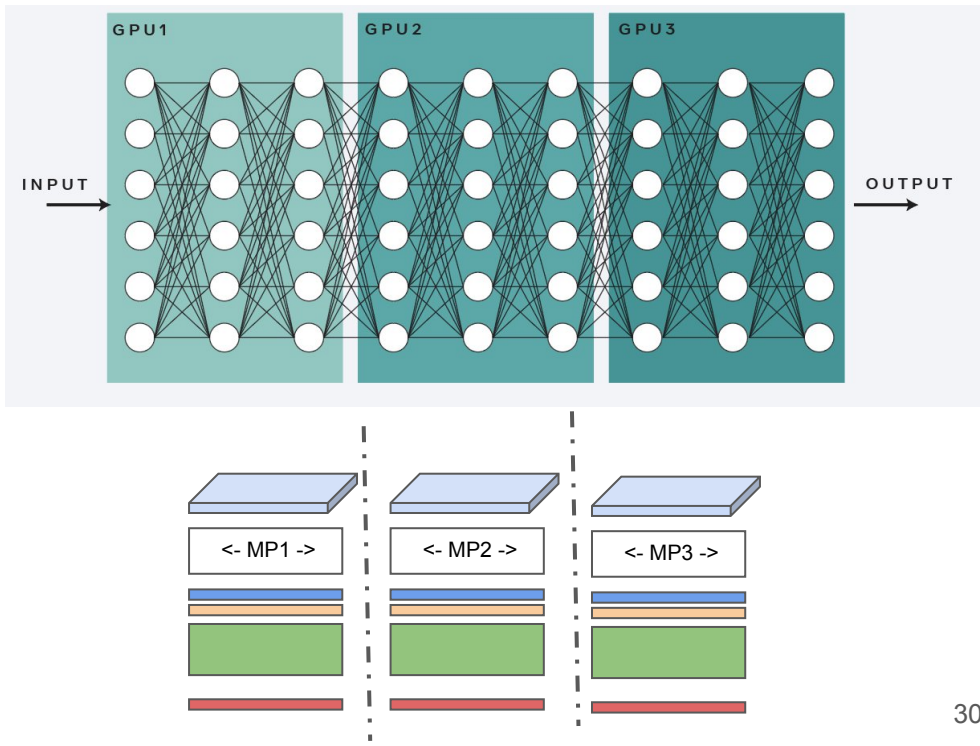 GPU1
GPU2
GPU3
INPUT
OUTPUT
<- MP1 ->
<- MP2 ->
<- MP3 ->
30